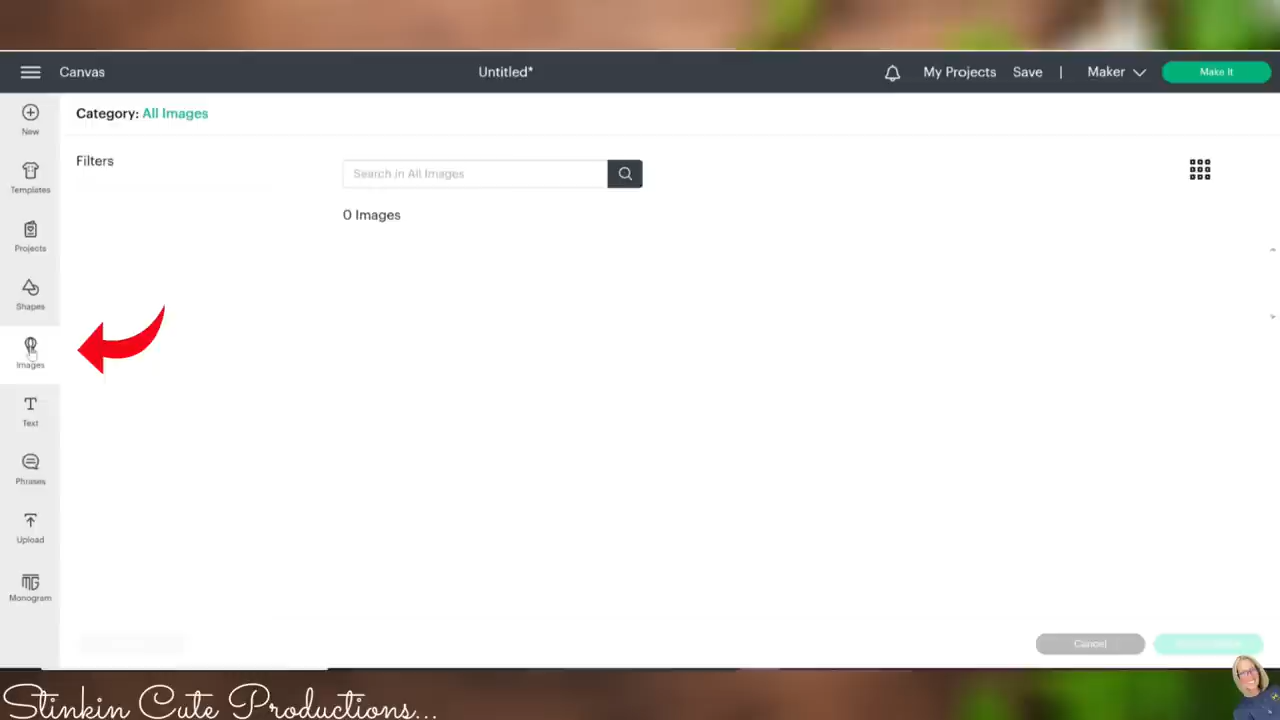 Canvas
Untitled*
My Projects Save | Maker Make It
New
Templates
Projects
Shapes
Images
Text
Phrases
Upload
Monogram
Category: All Images
Filters
Search in All Images
0 Images
Cancel
Stinkin Cute Productions...